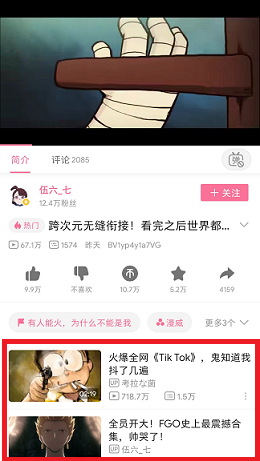 简介
评论 2085
弹
伍六_七
12.4万粉丝
+ 关注
热门
跨次元无缝衔接！看完之后世界都...
67.1万 1574 昨天 BV1yp4y1a7VG
9.9万
不喜欢
10.7万
5.2万
4159
有人能火，为什么不能是我
漫威
更多3个
火爆全网《Tik Tok》，鬼知道我
抖了几遍
UP 考拉な菌
718.7万 1.5万
02:19
全员开大！FGO史上最震撼合
集，帅哭了！
UP 伍六_七